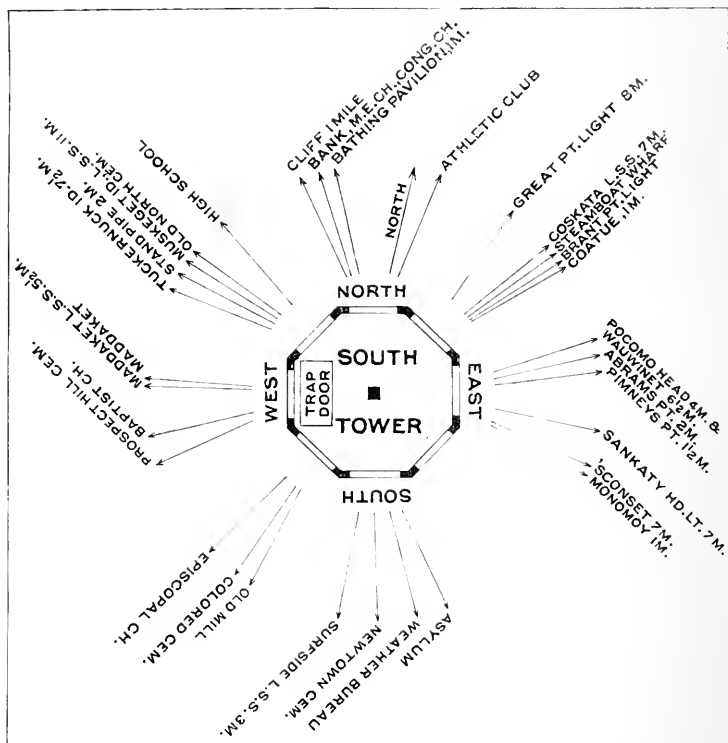 CLIFF 1 MILE
BANK, M.E.CH., CONG. CH.
BATHING PAVILION, 1M.
NORTH
ATHLETIC CLUB
GREAT PT. LIGHT 8M.
COSKATA L.S.S. 7M.
STEAMBOAT WHARF.
BRANT PT. LIGHT
COATUE, 1M.
POCOMO HEAD 4M. &
WAUWINET 6½M.
ABRAMS PT. 2M.
PIMNEYS PT. 1½M.
SANKATY HD. LT. 7M.
'SCONSET 7M.
MONOMOY 1M.
ASYLUM
WEATHER BUREAU
NEWTOWN CEM.
SURFSIDE L.S.S. 3M.
OLD MILL
COLORED CEM.
EPISCOPAL CH.
PROSPECT HILL CEM.
BAPTIST CH.
MADDAKET
MADDAKET L.S.S. 5½M.
TUCKERNUCK ID. 7½M.
STAND PIPE 2M.
MUSKEGET ID: L.S.S. 11M.
OLD NORTH CEM.
HIGH SCHOOL
NORTH
EAST
SOUTH
WEST
SOUTH
TOWER
TRAP
DOOR